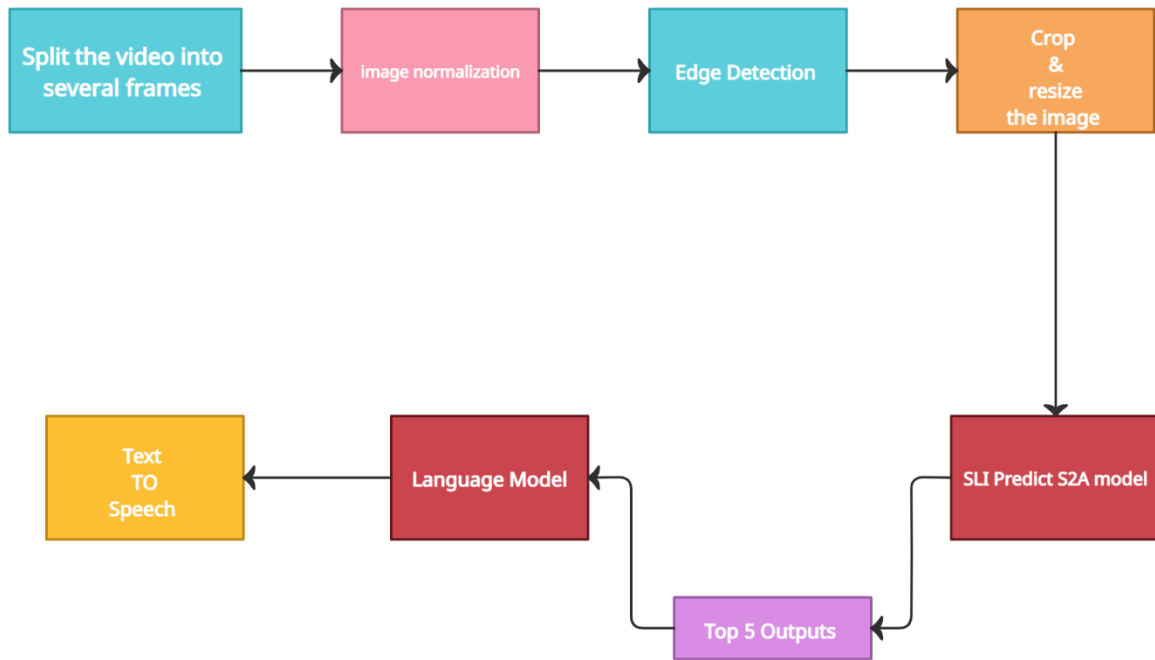 Split the video into
several frames
image normalization
Edge Detection
Crop
&
resize
the image
SLI Predict S2A model
Top 5 Outputs
Language Model
Text
TO
Speech